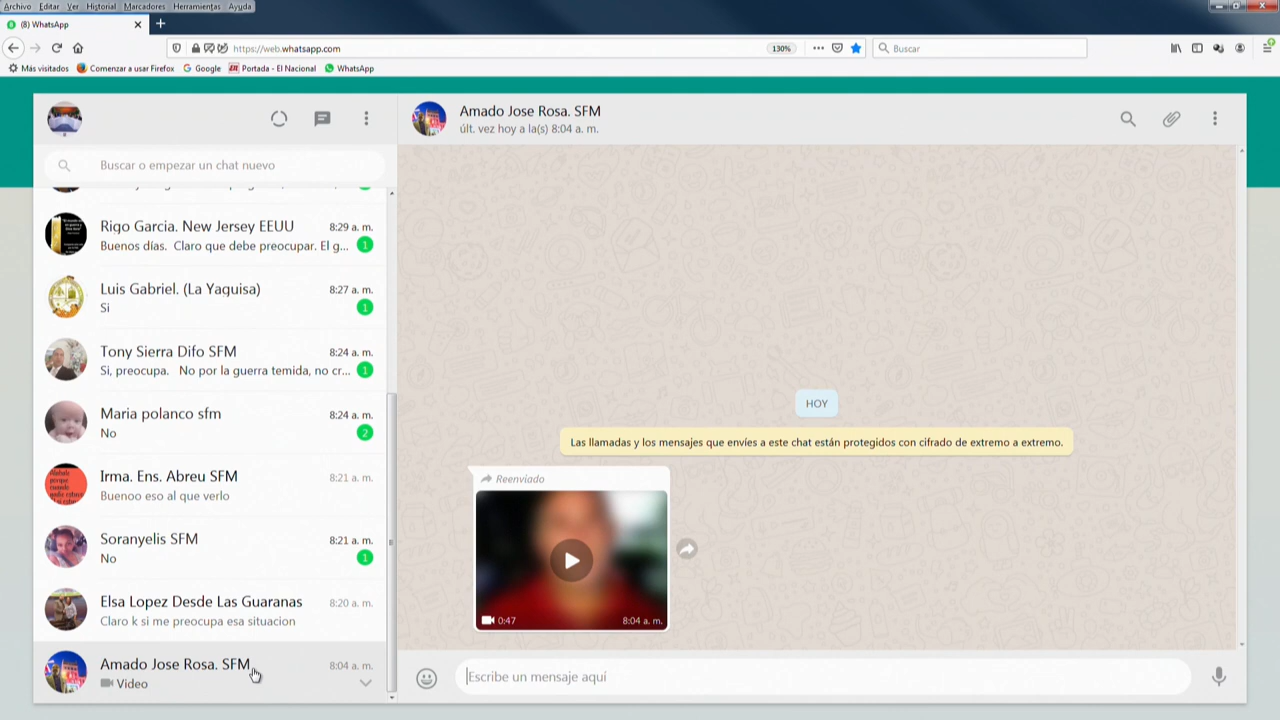 Archivo Editar Ver Historial Marcadores Herramientas Ayuda
(8) WhatsApp
https://web.whatsapp.com
130%
Buscar
Más visitados Comenzar a usar Firefox Google Portada - El Nacional WhatsApp
Amado Jose Rosa. SFM
últ. vez hoy a la(s) 8:04 a. m.
Buscar o empezar un chat nuevo
Rigo Garcia. New Jersey EEUU 8:29 a. m.
Buenos días. Claro que debe preocupar. El g... 1
Luis Gabriel. (La Yaguisa) 8:27 a. m.
Si 1
Tony Sierra Difo SFM 8:24 a. m.
Si, preocupa. No por la guerra temida, no cr... 1
Maria polanco sfm 8:24 a. m.
No 2
Irma. Ens. Abreu SFM 8:21 a. m.
Buenoo eso al que verlo
Soranyelis SFM 8:21 a. m.
No 1
Elsa Lopez Desde Las Guaranas 8:20 a. m.
Claro k si me preocupa esa situacion
Amado Jose Rosa. SFM 8:04 a. m.
Video
HOY
Las llamadas y los mensajes que envíes a este chat están protegidos con cifrado de extremo a extremo.
Reenviado
0:47 8:04 a. m.
Escribe un mensaje aquí